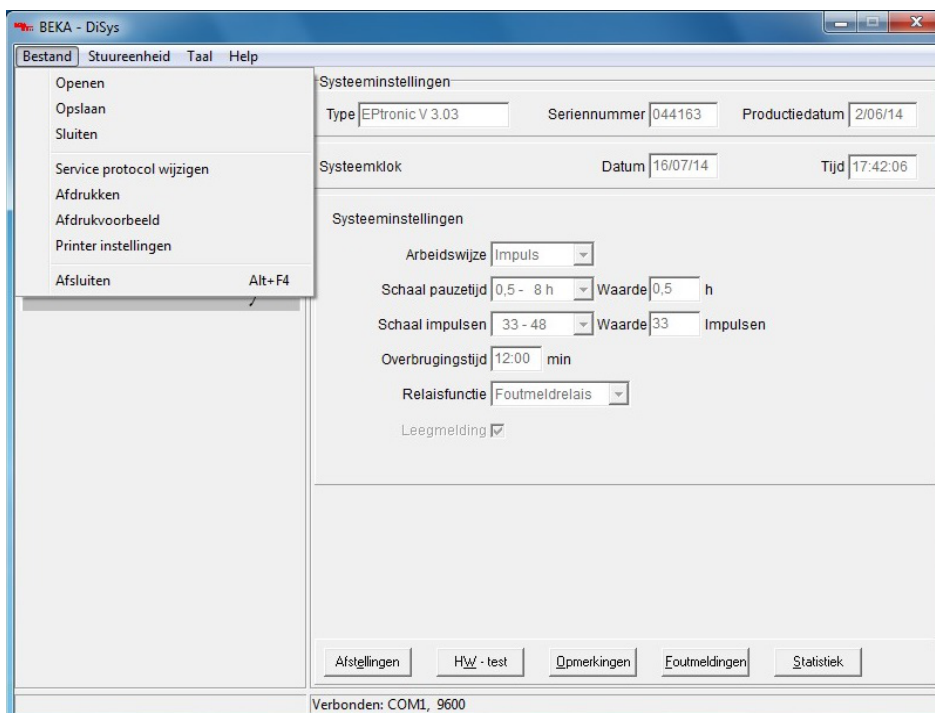 BEKA - DiSys
Bestand Stuureenheid Taal Help
Openen
Opslaan
Sluiten
Service protocol wijzigen
Afdrukken
Afdrukvoorbeeld
Printer instellingen
Afsluiten Alt+F4
Systeeminstellingen
Type EPtronic V 3.03 Seriennummer 044163 Productiedatum 2/06/14
Systeemklok Datum 16/07/14 Tijd 17:42:06
Systeeminstellingen
Arbeidswijze Impuls
Schaal pauzetijd 0,5 - 8 h Waarde 0,5 h
Schaal impulsen 33 - 48 Waarde 33 Impulsen
Overbrugingstijd 12:00 min
Relaisfunctie Foutmeldrelais
Leegmelding
Afstellingen HW - test Opmerkingen Foutmeldingen Statistiek
Verbonden: COM1, 9600